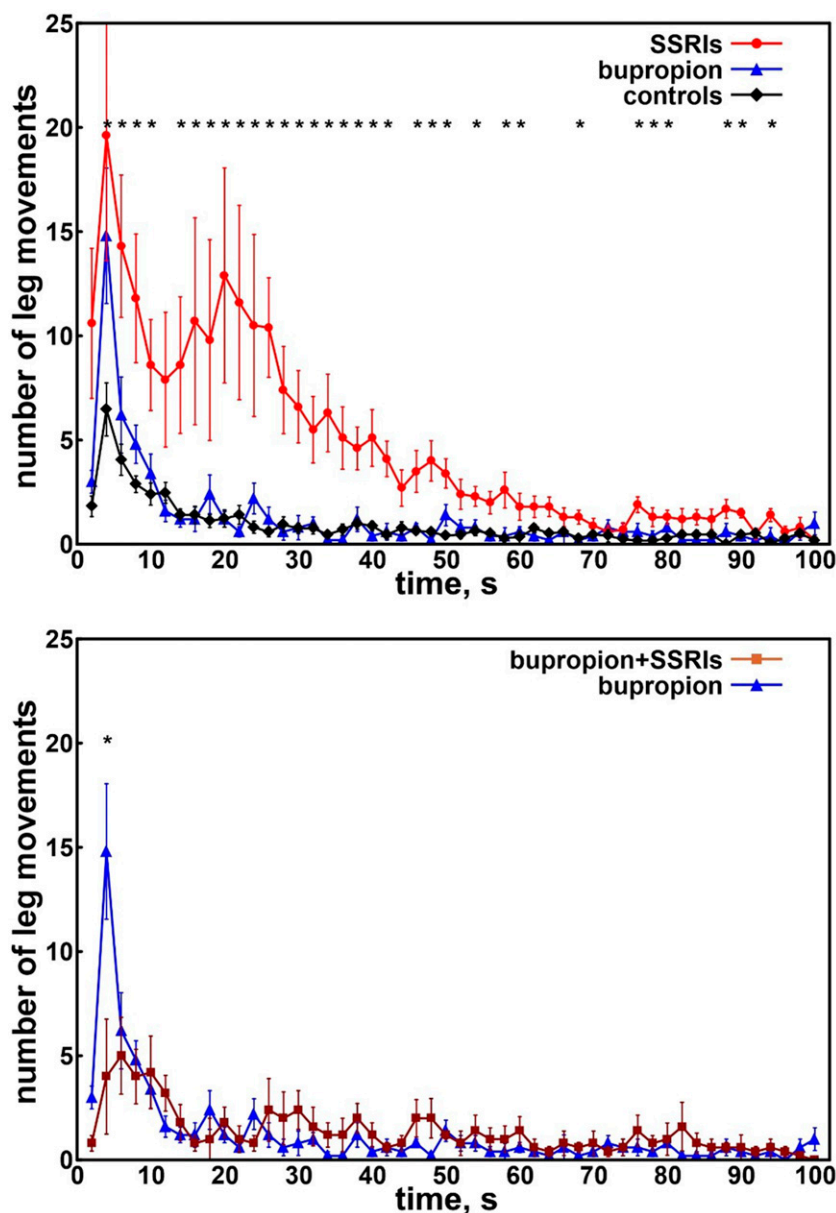 25
20
15
10
5
0
number of leg movements
SSRIs
bupropion
controls
* * * * * * * * * * * * * * * * * * * * * * * * * * * * * * * *
0 10 20 30 40 50 60 70 80 90 100
time, s
25
20
15
10
5
0
number of leg movements
bupropion+SSRIs
bupropion
*
0 10 20 30 40 50 60 70 80 90 100
time, s